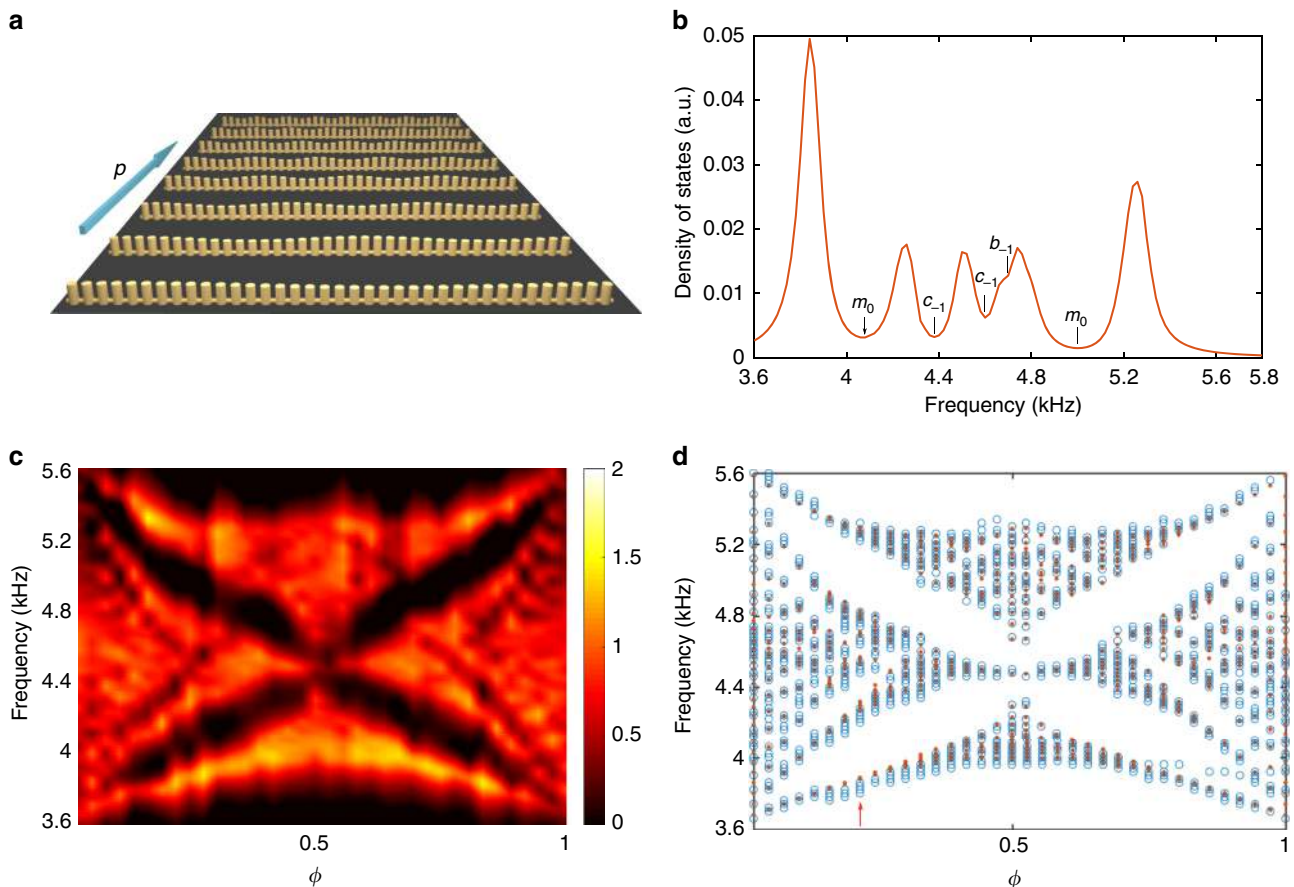 a
p
b
Density of states (a.u.)
0.05
0.04
0.03
0.02
0.01
0
m₀
c₋₁
c₋₁
b₋₁
m₀
3.6 4 4.4 4.8 5.2 5.6 5.8
Frequency (kHz)
c
Frequency (kHz)
5.6
5.2
4.8
4.4
4
3.6
0.5 1
ϕ
2
1.5
1
0.5
0
d
Frequency (kHz)
5.6
5.2
4.8
4.4
4
3.6
0.5 1
ϕ